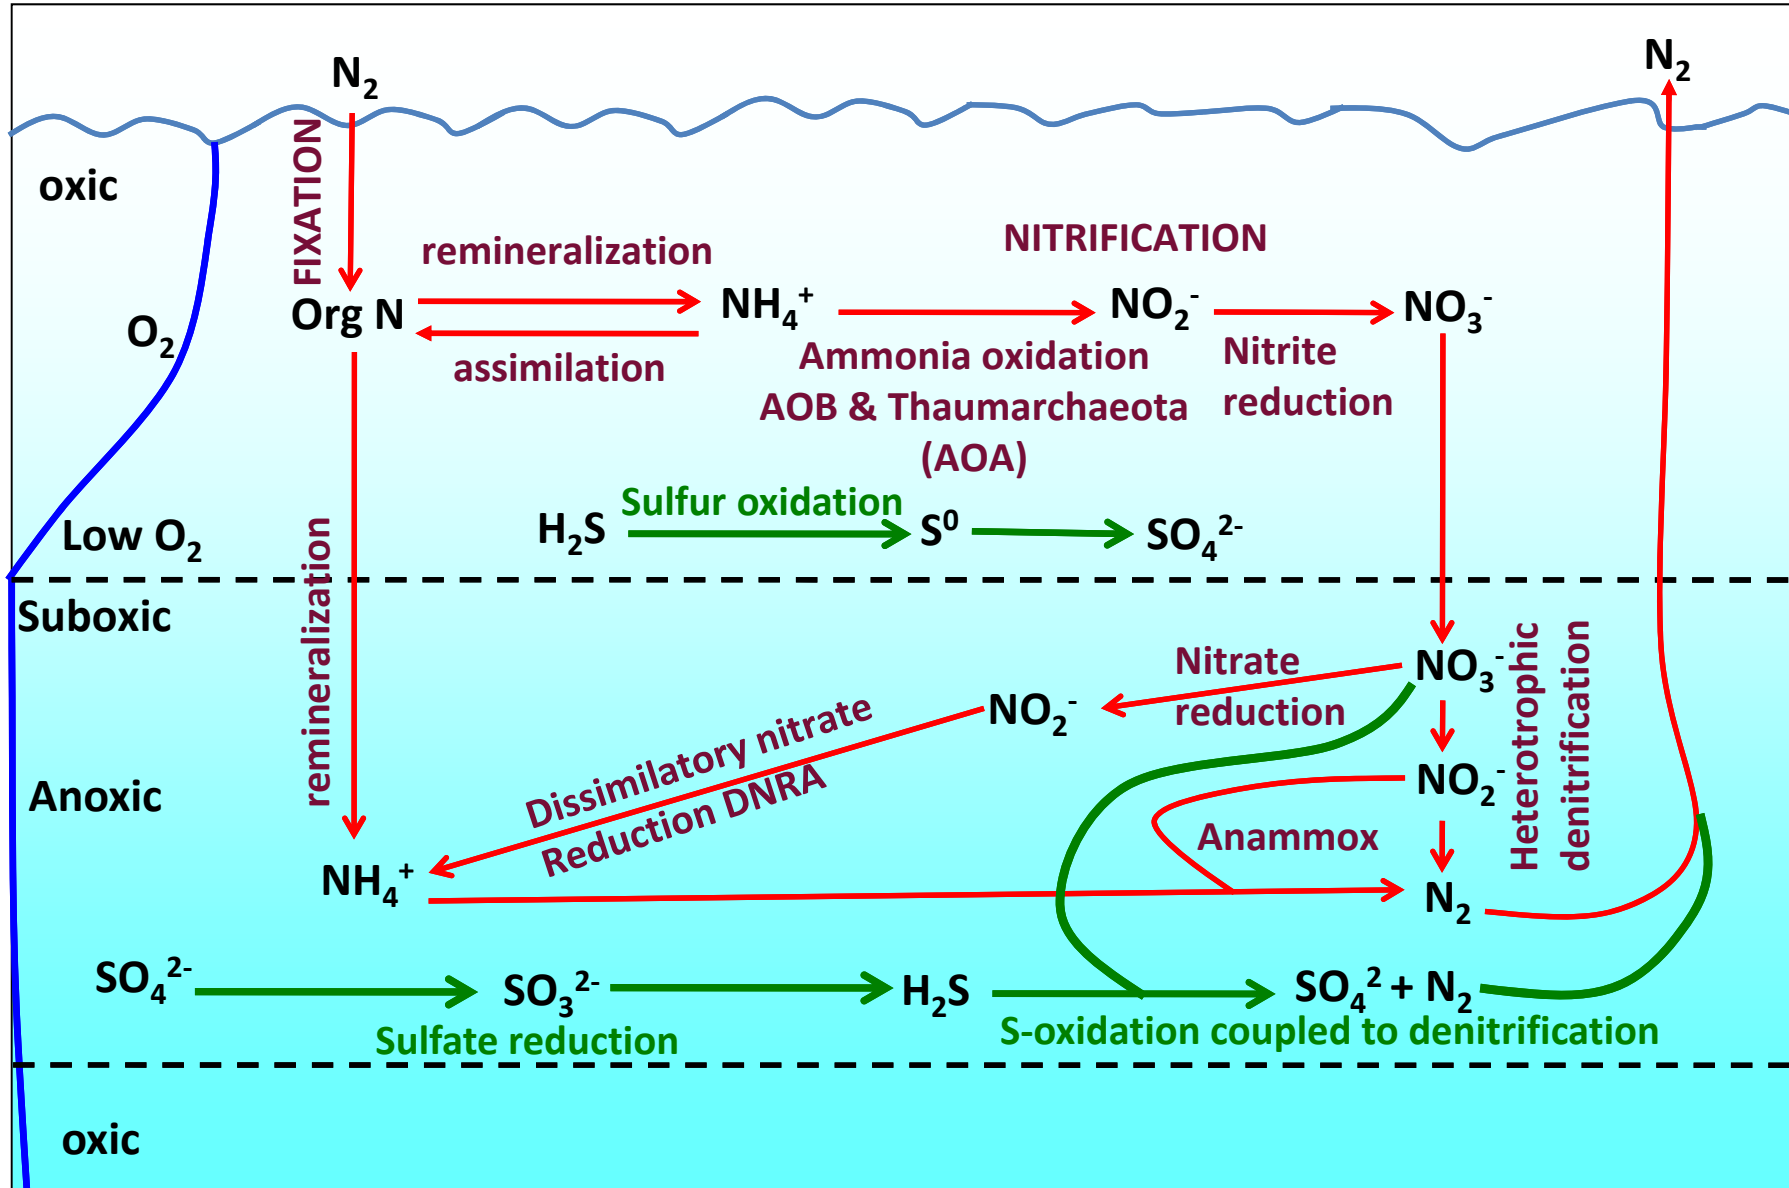 N₂
N₂
oxic
FIXATION
remineralization
NITRIFICATION
Org N
NH₄⁺
NO₂⁻
NO₃⁻
O₂
assimilation
Ammonia oxidation
AOB & Thaumarchaeota
(AOA)
Nitrite
reduction
Sulfur oxidation
H₂S
S⁰
SO₄²⁻
Low O₂
remineralization
Suboxic
Nitrate
reduction
NO₃⁻
NO₂⁻
Heterotrophic
denitrification
Dissimilatory nitrate
Reduction DNRA
NO₂⁻
Anoxic
Anammox
NH₄⁺
N₂
SO₄²⁻
SO₃²⁻
H₂S
SO₄² + N₂
Sulfate reduction
S-oxidation coupled to denitrification
oxic